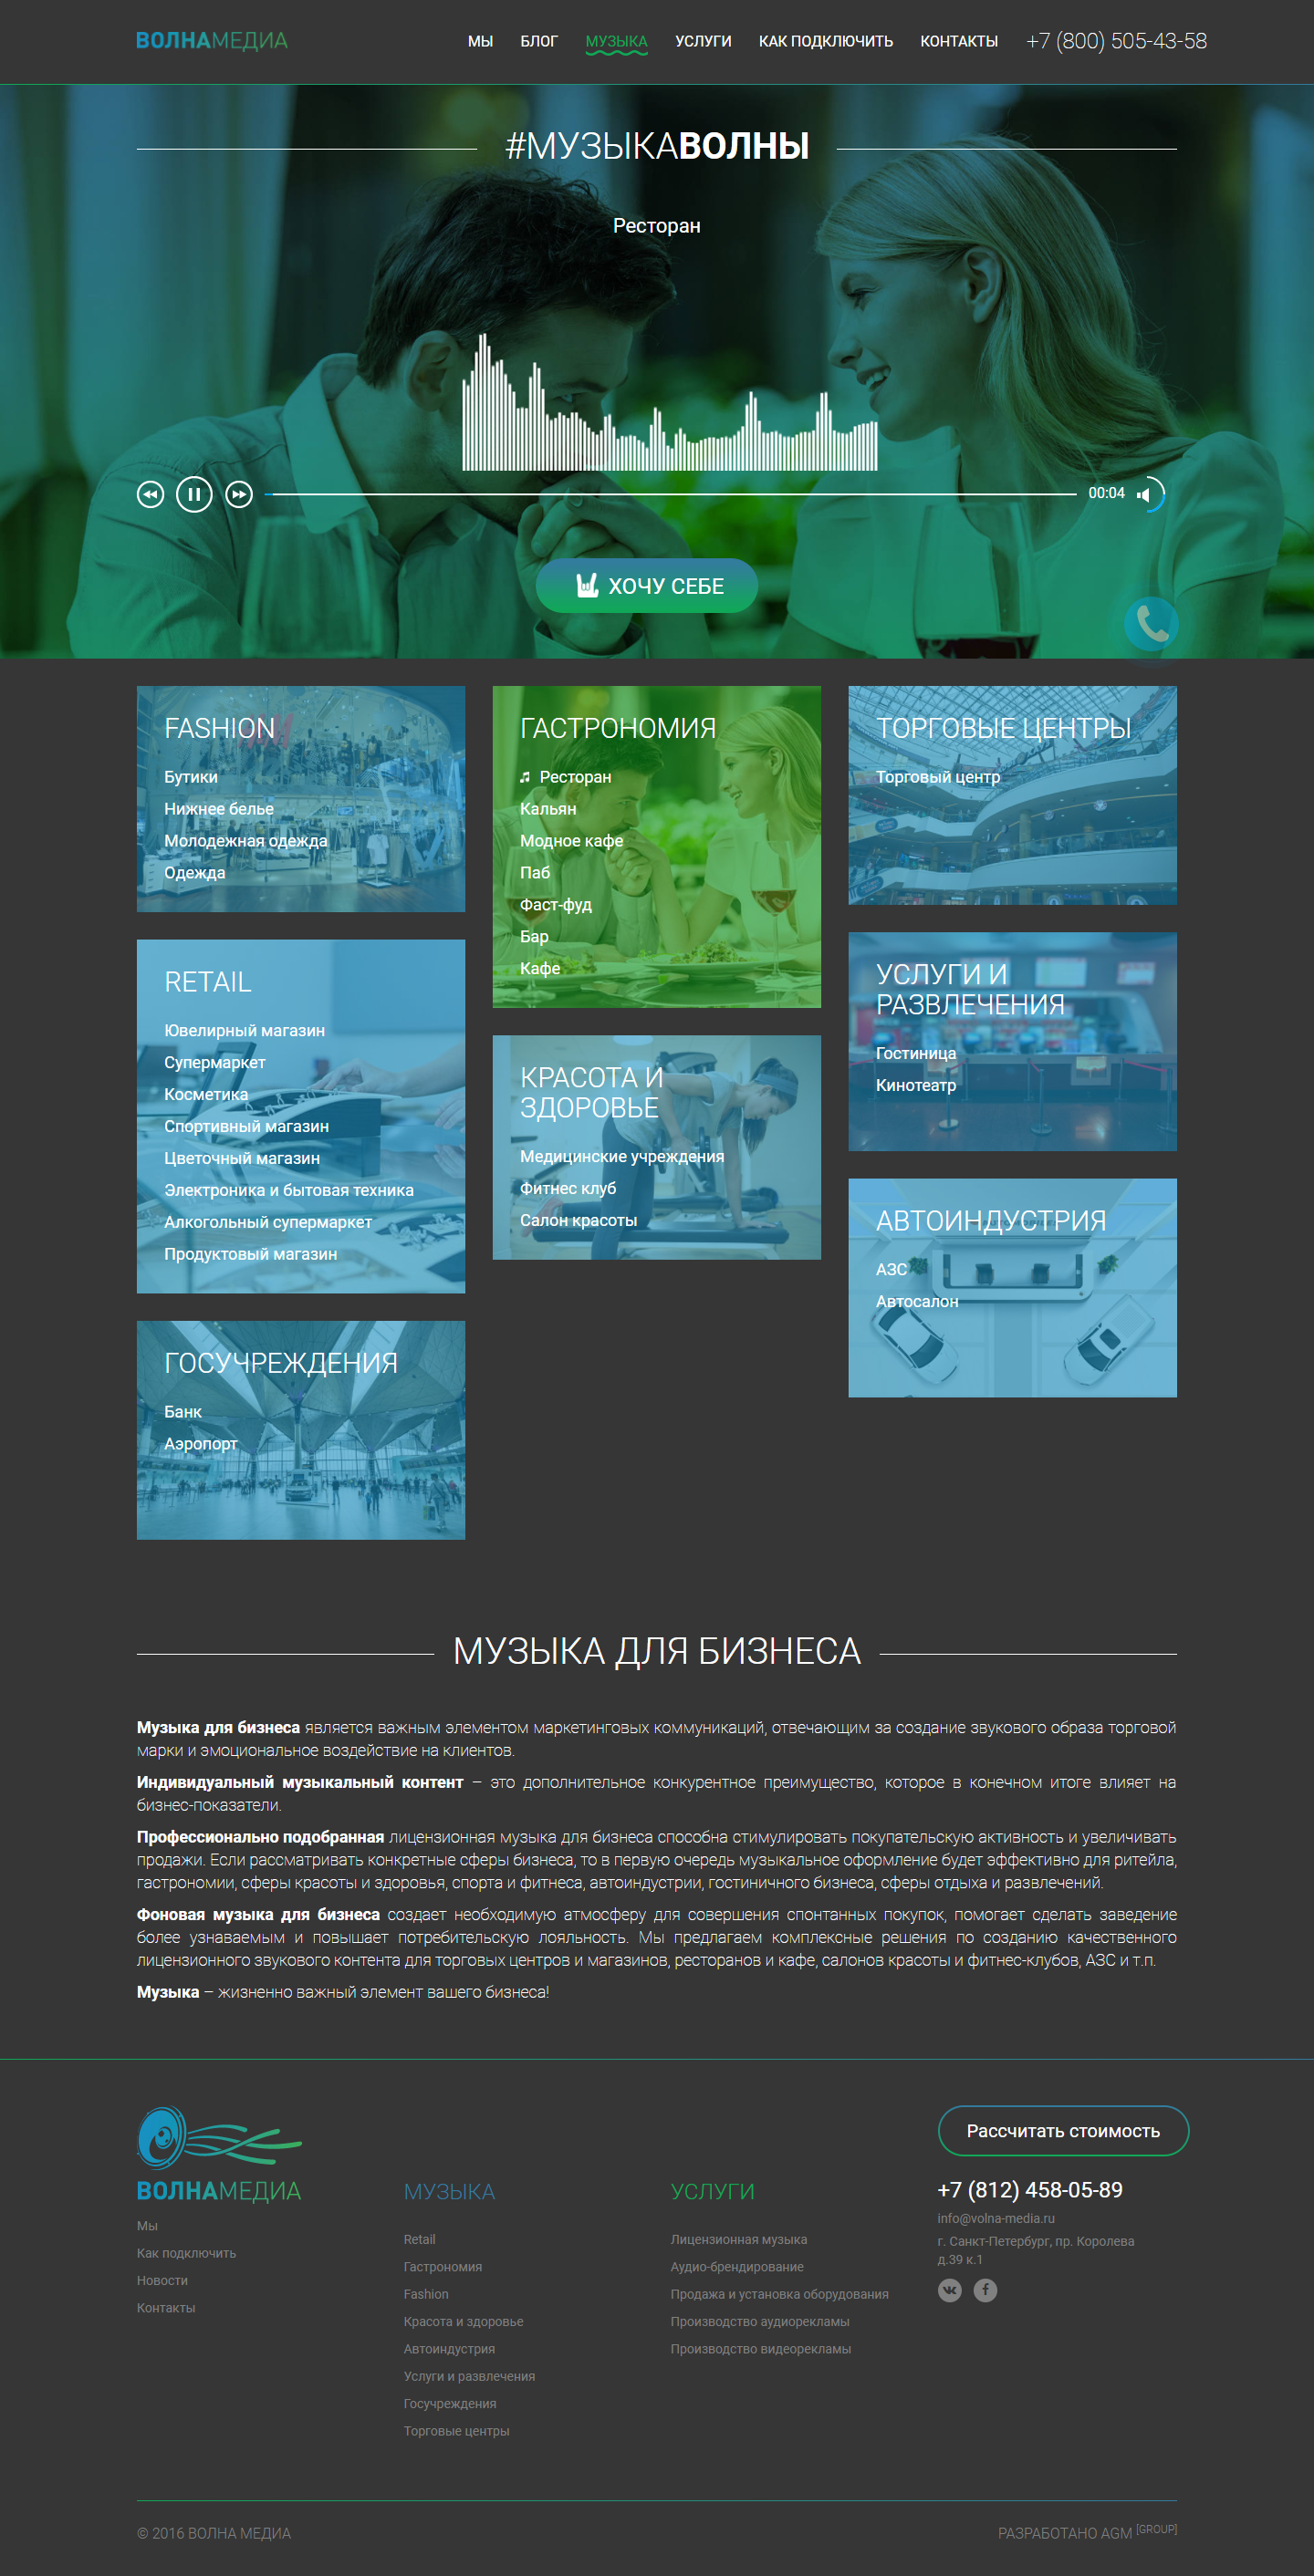 ВОЛНАМЕДИА
МЫ БЛОГ МУЗЫКА УСЛУГИ КАК ПОДКЛЮЧИТЬ КОНТАКТЫ +7 (800) 505-43-58
#МУЗЫКАВОЛНЫ
Ресторан
00:04
ХОЧУ СЕБЕ
FASHION
Бутики
Нижнее белье
Молодежная одежда
Одежда
RETAIL
Ювелирный магазин
Супермаркет
Косметика
Спортивный магазин
Цветочный магазин
Электроника и бытовая техника
Алкогольный супермаркет
Продуктовый магазин
ГОСУЧРЕЖДЕНИЯ
Банк
Аэропорт
ГАСТРОНОМИЯ
Ресторан
Кальян
Модное кафе
Паб
Фаст-фуд
Бар
Кафе
КРАСОТА И
ЗДОРОВЬЕ
Медицинские учреждения
Фитнес клуб
Салон красоты
ТОРГОВЫЕ ЦЕНТРЫ
Торговый центр
УСЛУГИ И
РАЗВЛЕЧЕНИЯ
Гостиница
Кинотеатр
АВТОИНДУСТРИЯ
АЗС
Автосалон
МУЗЫКА ДЛЯ БИЗНЕСА
Музыка для бизнеса является важным элементом маркетинговых коммуникаций, отвечающим за создание звукового образа торговой
марки и эмоциональное воздействие на клиентов.
Индивидуальный музыкальный контент – это дополнительное конкурентное преимущество, которое в конечном итоге влияет на
бизнес-показатели.
Профессионально подобранная лицензионная музыка для бизнеса способна стимулировать покупательскую активность и увеличивать
продажи. Если рассматривать конкретные сферы бизнеса, то в первую очередь музыкальное оформление будет эффективно для ритейла,
гастрономии, сферы красоты и здоровья, спорта и фитнеса, автоиндустрии, гостиничного бизнеса, сферы отдыха и развлечений.
Фоновая музыка для бизнеса создает необходимую атмосферу для совершения спонтанных покупок, помогает сделать заведение
более узнаваемым и повышает потребительскую лояльность. Мы предлагаем комплексные решения по созданию качественного
лицензионного звукового контента для торговых центров и магазинов, ресторанов и кафе, салонов красоты и фитнес-клубов, АЗС и т.п.
Музыка – жизненно важный элемент вашего бизнеса!
ВОЛНАМЕДИА
Мы
Как подключить
Новости
Контакты
МУЗЫКА
Retail
Гастрономия
Fashion
Красота и здоровье
Автоиндустрия
Услуги и развлечения
Госучреждения
Торговые центры
УСЛУГИ
Лицензионная музыка
Аудио-брендирование
Продажа и установка оборудования
Производство аудиорекламы
Производство видеорекламы
Рассчитать стоимость
+7 (812) 458-05-89
info@volna-media.ru
г. Санкт-Петербург, пр. Королева
д.39 к.1
© 2016 ВОЛНА МЕДИА
РАЗРАБОТАНО AGM [GROUP]